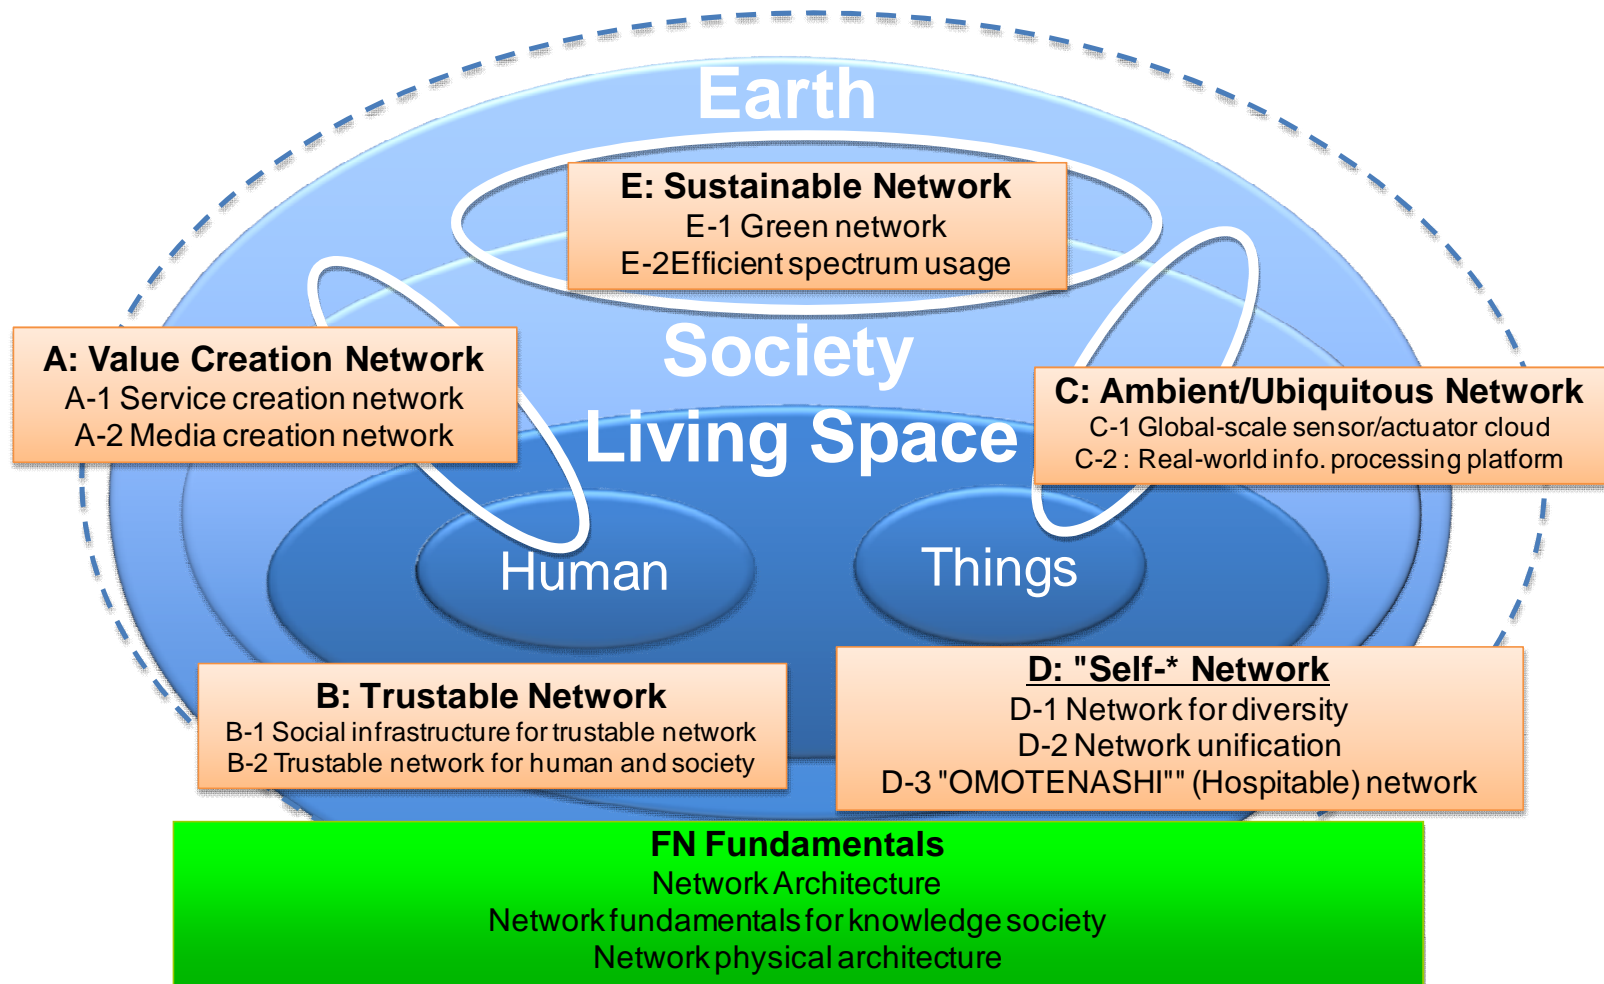 Earth
E: Sustainable Network
E-1 Green network
E-2Efficient spectrum usage
Society
A: Value Creation Network
A-1 Service creation network
A-2 Media creation network
C: Ambient/Ubiquitous Network
C-1 Global-scale sensor/actuator cloud
C-2 : Real-world info. processing platform
Living Space
Human
Things
B: Trustable Network
B-1 Social infrastructure for trustable network
B-2 Trustable network for human and society
D: "Self-* Network
D-1 Network for diversity
D-2 Network unification
D-3 "OMOTENASHI"" (Hospitable) network
FN Fundamentals
Network Architecture
Network fundamentals for knowledge society
Network physical architecture